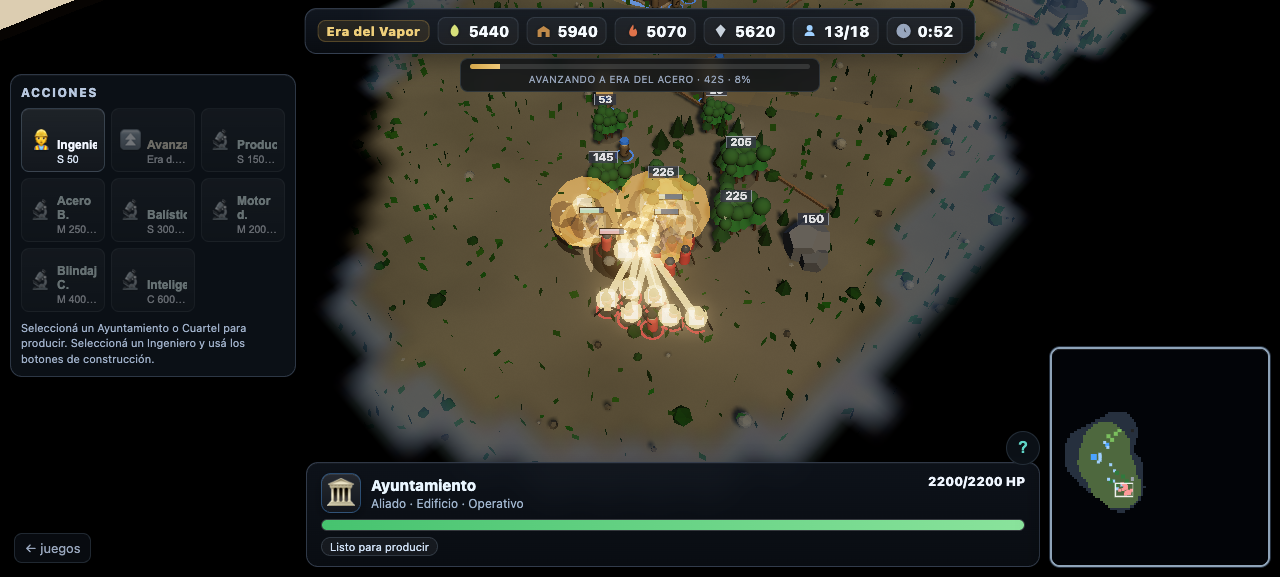 Era del Vapor
5440
5940
5070
5620
13/18
0:52
AVANZANDO A ERA DEL ACERO · 42S · 8%
ACCIONES
Ingenie
S 50
Avanza
Era d....
Produc
S 150...
Acero
B.
M 250...
Balístic
S 300...
Motor
d.
M 200...
Blindaj
C.
M 400...
Intelige
C 600...
Seleccioná un Ayuntamiento o Cuartel para
producir. Seleccioná un Ingeniero y usá los
botones de construcción.
53
145
225
205
225
150
?
Ayuntamiento
2200/2200 HP
Aliado · Edificio · Operativo
Listo para producir
← juegos